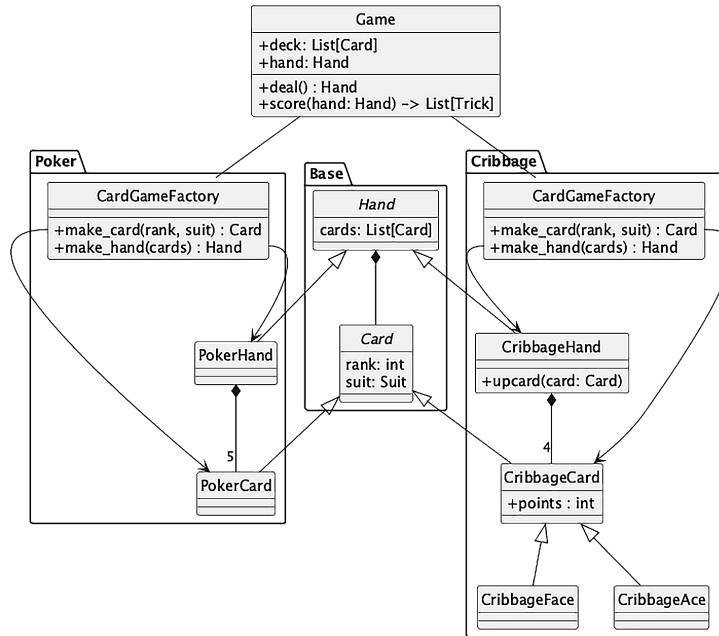 Game
+deck: List[Card]
+hand: Hand
+deal() : Hand
+score(hand: Hand) -> List[Trick]
Poker
CardGameFactory
+make_card(rank, suit) : Card
+make_hand(cards) : Hand
PokerHand
5
PokerCard
Base
Hand
cards: List[Card]
Card
rank: int
suit: Suit
Cribbage
CardGameFactory
+make_card(rank, suit) : Card
+make_hand(cards) : Hand
CribbageHand
+upcard(card: Card)
4
CribbageCard
+points : int
CribbageFace
CribbageAce